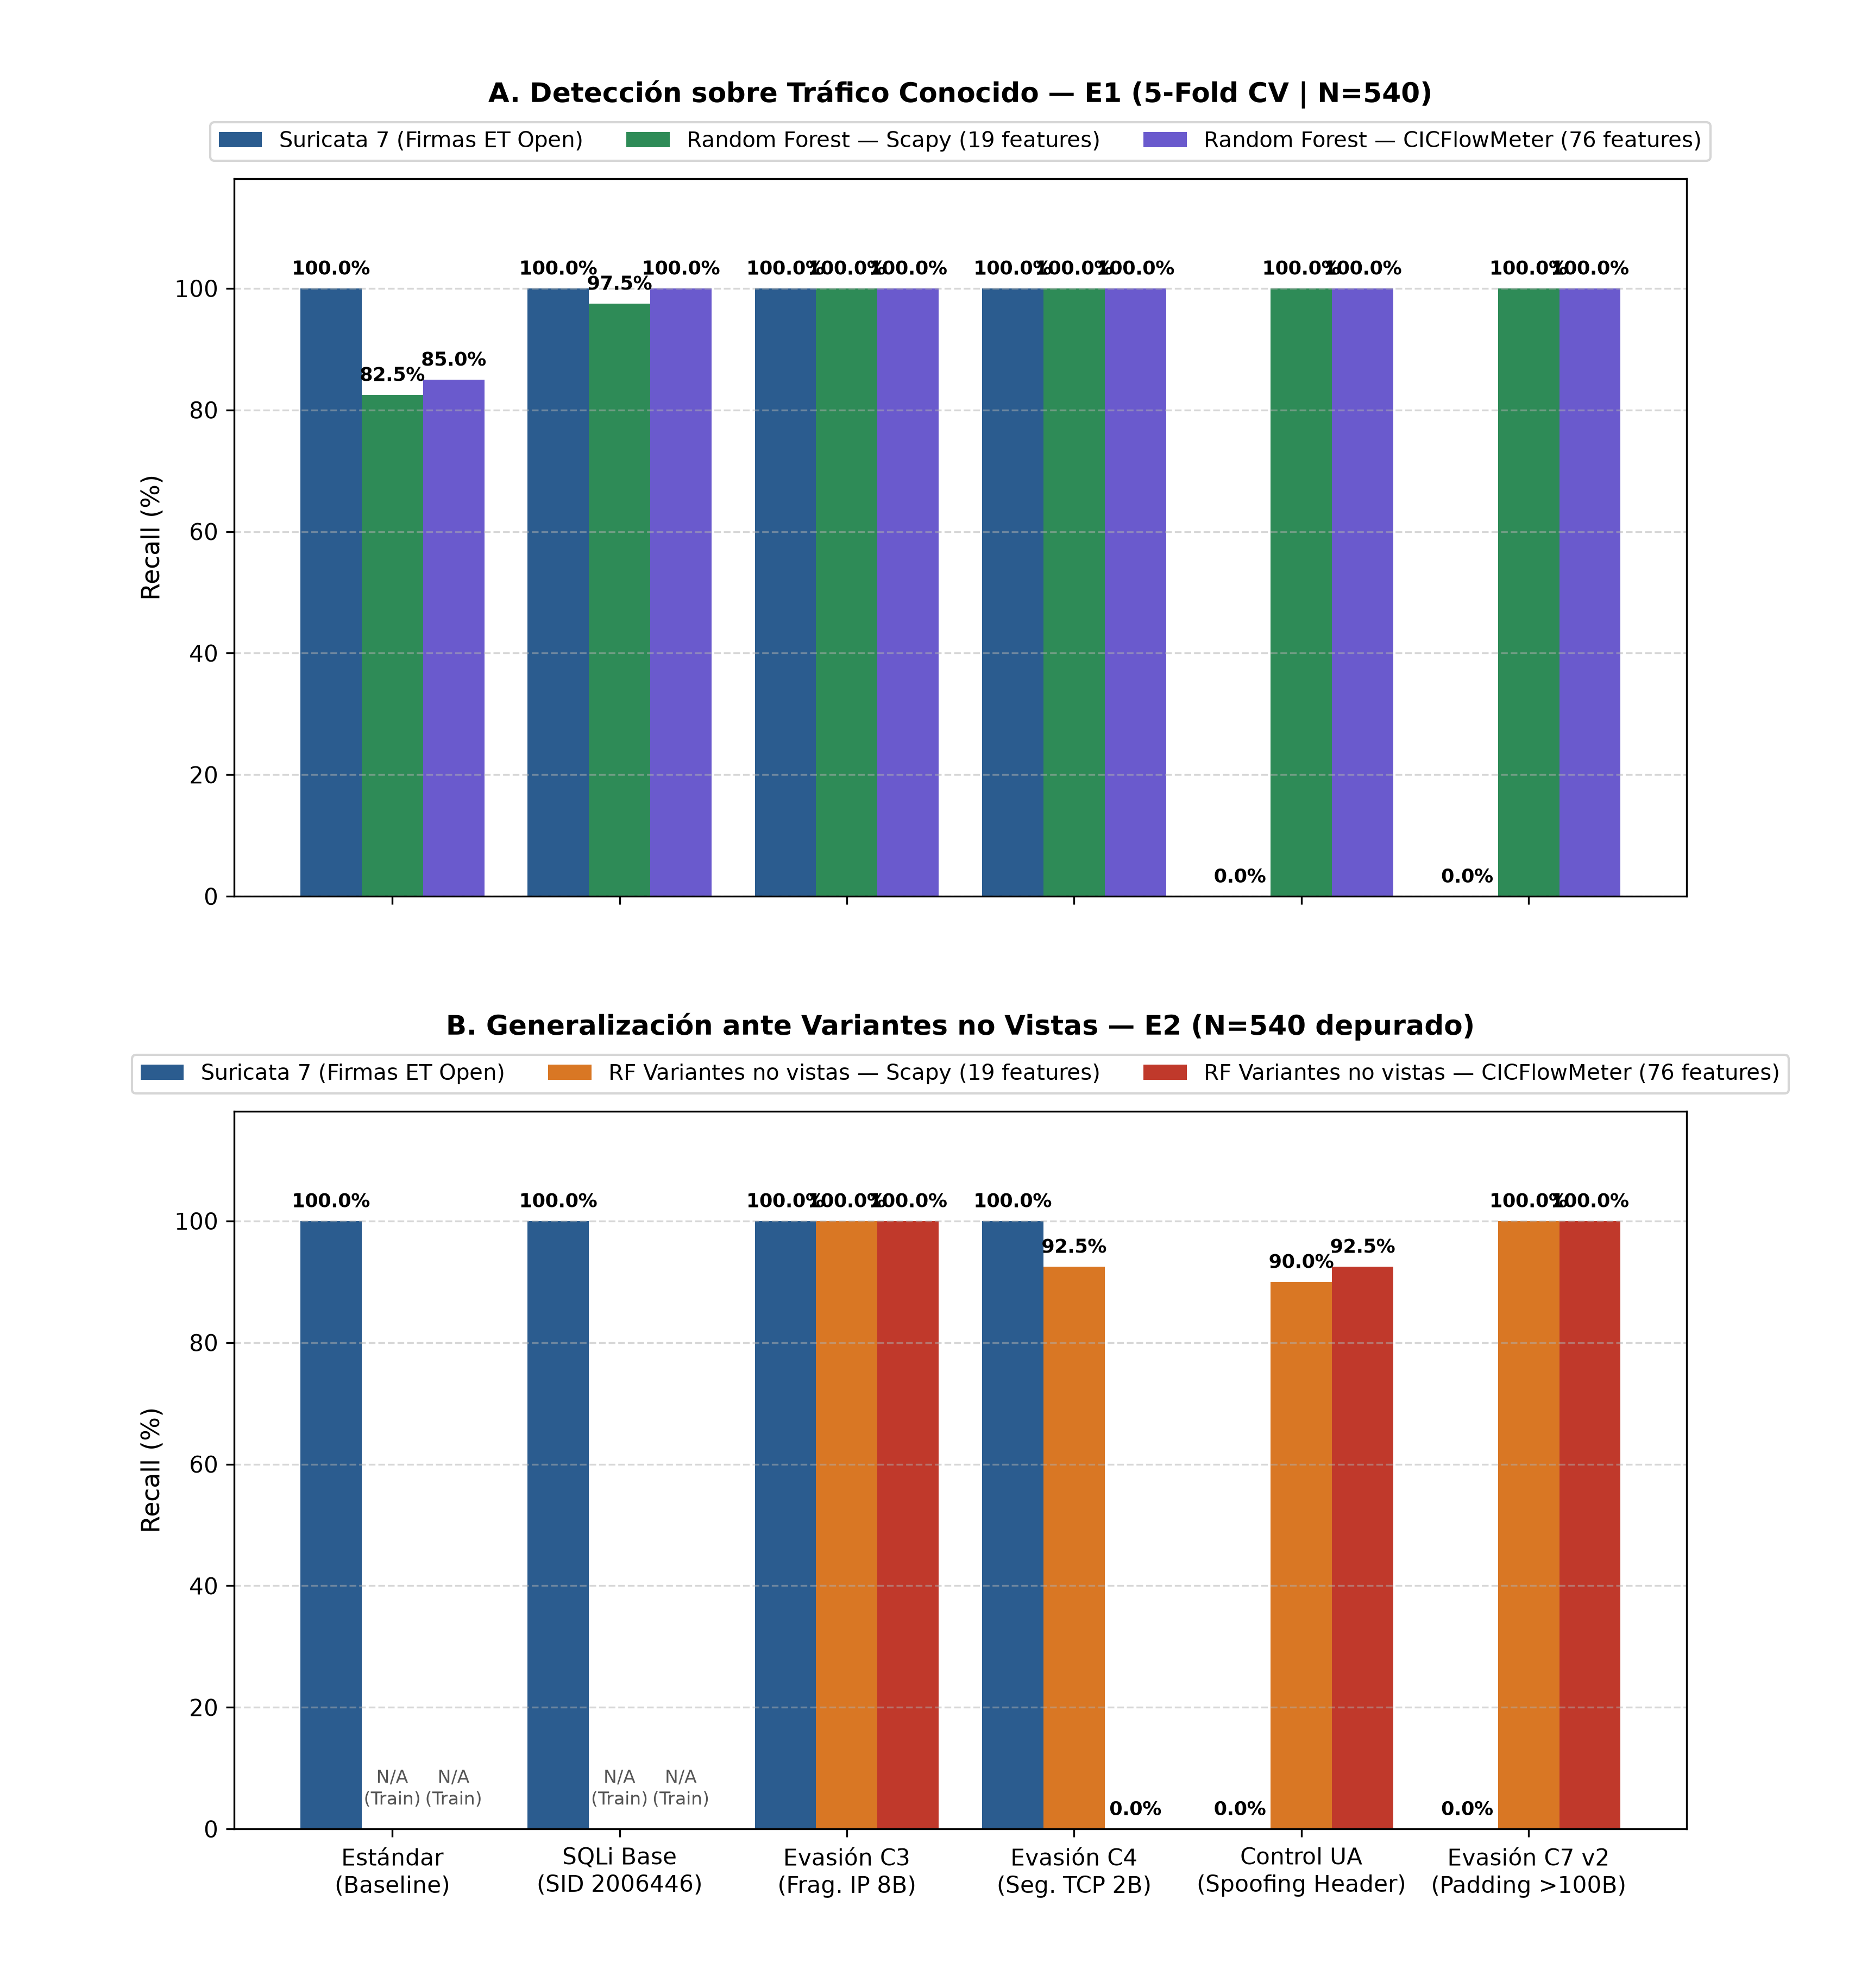 A. Detección sobre Tráfico Conocido — E1 (5-Fold CV | N=540)
Suricata 7 (Firmas ET Open) Random Forest — Scapy (19 features) Random Forest — CICFlowMeter (76 features)
100.0% 82.5% 85.0% 100.0% 97.5% 100.0% 100.0% 100.0% 100.0% 100.0% 100.0% 100.0% 0.0% 100.0% 100.0% 0.0% 100.0% 100.0%
100
80
60
40
20
0
Recall (%)
B. Generalización ante Variantes no Vistas — E2 (N=540 depurado)
Suricata 7 (Firmas ET Open) RF Variantes no vistas — Scapy (19 features) RF Variantes no vistas — CICFlowMeter (76 features)
100.0% N/A N/A 100.0% N/A N/A 100.0% 100.0% 100.0% 100.0% 92.5% 0.0% 0.0% 90.0% 92.5% 0.0% 100.0% 100.0%
(Train) (Train) (Train) (Train)
100
80
60
40
20
0
Recall (%)
Estándar
(Baseline)
SQLi Base
(SID 2006446)
Evasión C3
(Frag. IP 8B)
Evasión C4
(Seg. TCP 2B)
Control UA
(Spoofing Header)
Evasión C7 v2
(Padding >100B)